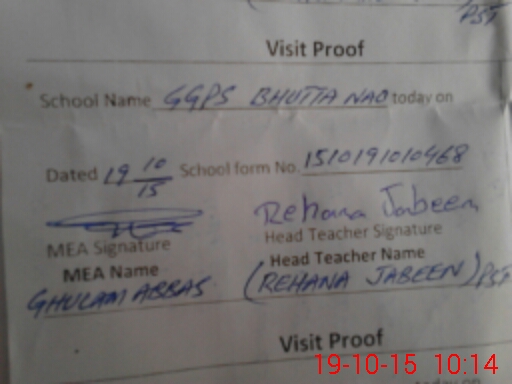 PST
Visit Proof
School Name GGPS BHUTTA NAO today on
Dated 19 10/15 School form No. 1510191010468
Rehana Jabeen
MEA Signature Head Teacher Signature
MEA Name Head Teacher Name
GHULAM ABBAS (REHANA JABEEN) PST
Visit Proof
19-10-15 10:14